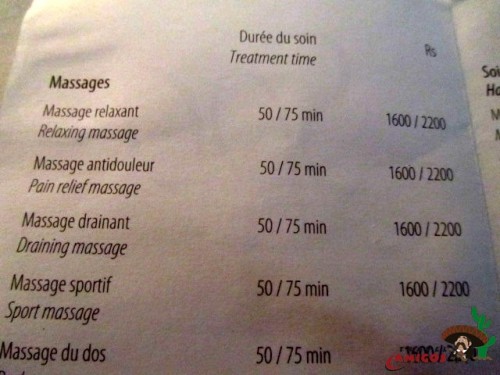 Durée du soin
Treatment time
Rs
Massages
Massage relaxant 50 / 75 min 1600 / 2200
Relaxing massage
Massage antidouleur 50 / 75 min 1600 / 2200
Pain relief massage
Massage drainant 50 / 75 min 1600 / 2200
Draining massage
Massage sportif 50 / 75 min 1600 / 2200
Sport massage
Massage du dos 50 / 75 min